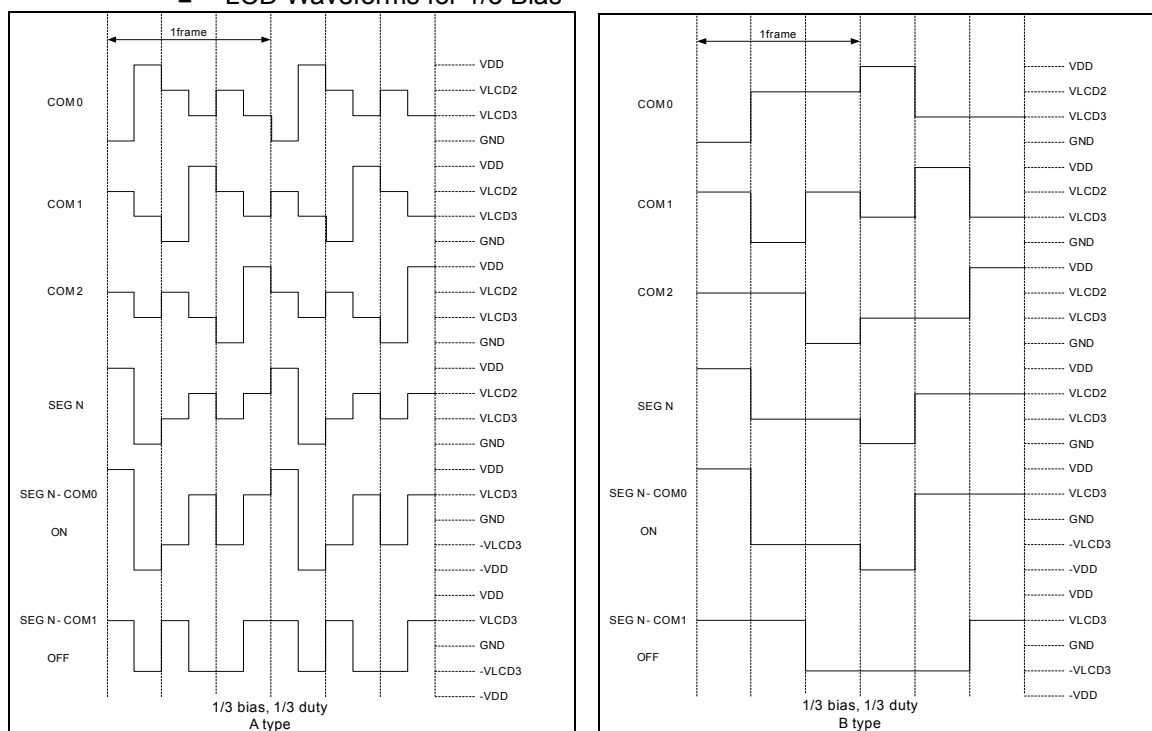 LCD Waveforms for 1/3 Bias
1frame
COM0
VDD
VLCD2
VLCD3
GND
COM1
VDD
VLCD2
VLCD3
GND
COM2
VDD
VLCD2
VLCD3
GND
SEG N
VDD
VLCD2
VLCD3
GND
SEG N - COM0
ON
VDD
VLCD3
GND
-VLCD3
-VDD
SEG N - COM1
OFF
VDD
VLCD3
GND
-VLCD3
-VDD
1/3 bias, 1/3 duty
A type
1frame
COM0
VDD
VLCD2
VLCD3
GND
COM1
VDD
VLCD2
VLCD3
GND
COM2
VDD
VLCD2
VLCD3
GND
SEG N
VDD
VLCD2
VLCD3
GND
SEG N - COM0
ON
VDD
VLCD3
GND
-VLCD3
-VDD
SEG N - COM1
OFF
VDD
VLCD3
GND
-VLCD3
-VDD
1/3 bias, 1/3 duty
B type